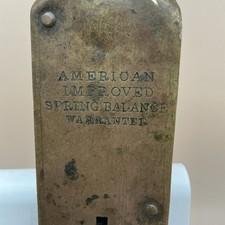 AMERICAN
IMPROVED
SPRING BALANCE
WARRANTED